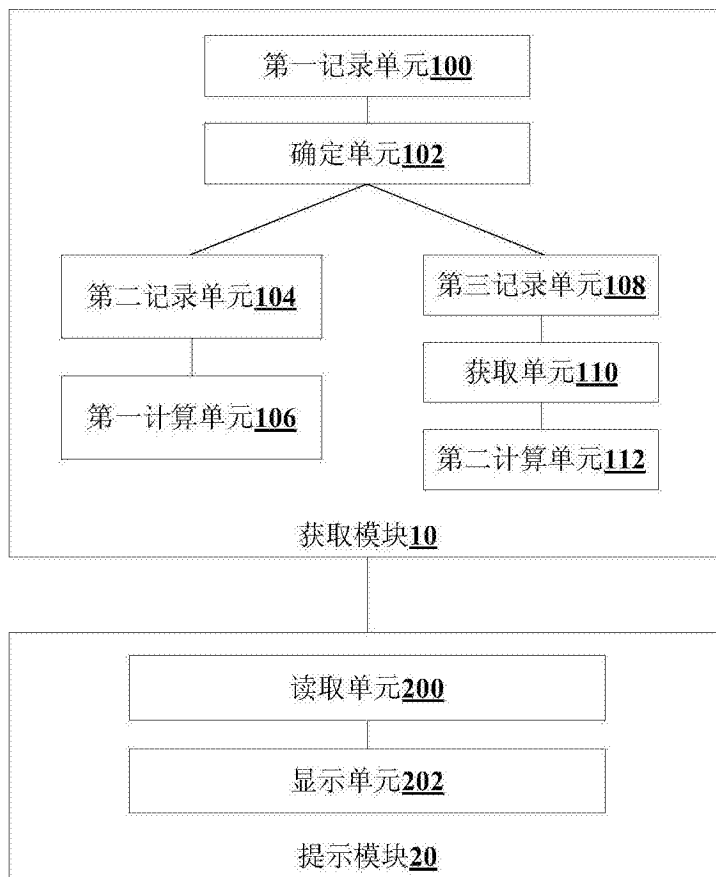 第一记录单元100
确定单元102
第二记录单元104
第一计算单元106
第三记录单元108
获取单元110
第二计算单元112
获取模块10
读取单元200
显示单元202
提示模块20